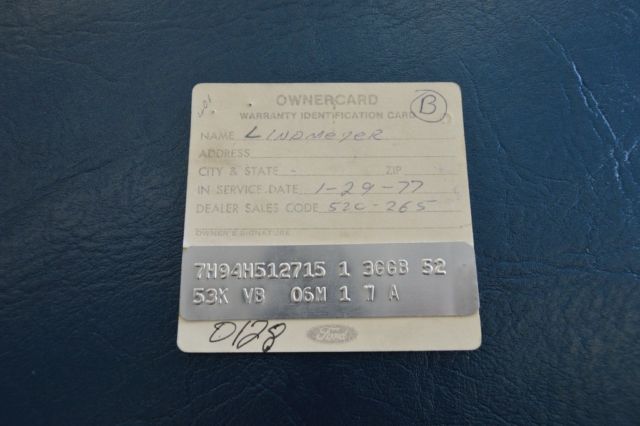 OWNERCARD
WARRANTY IDENTIFICATION CARD
B
NAME LINDMEYER
ADDRESS
CITY & STATE - ZIP
IN SERVICE DATE 1-29-77
DEALER SALES CODE 520-265
OWNER'S SIGNATURE
7H94H512715 1 3GGB 52
53K VB 06M 1 7 A
0128
Ford